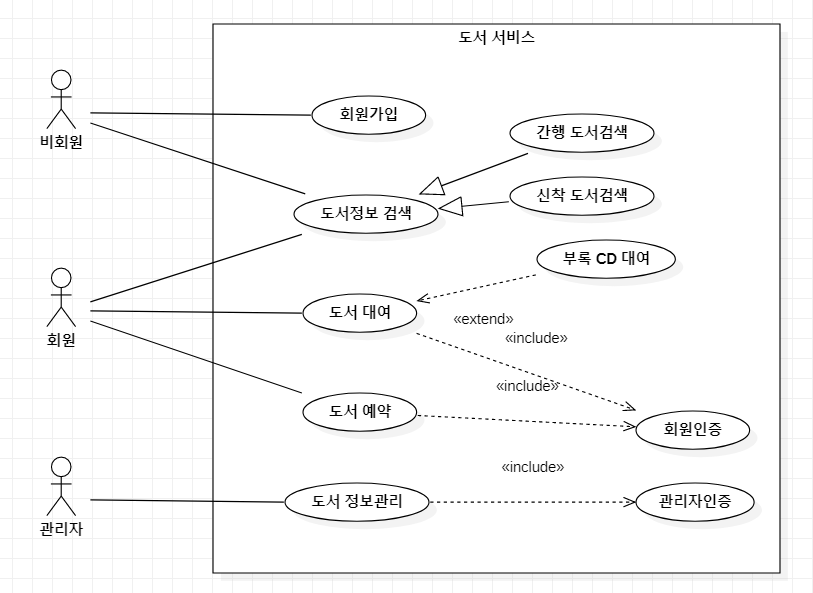 도서 서비스
비회원
회원가입
간행 도서검색
신착 도서검색
도서정보 검색
부록 CD 대여
회원
도서 대여
«extend»
«include»
«include»
도서 예약
회원인증
«include»
관리자
도서 정보관리
관리자인증